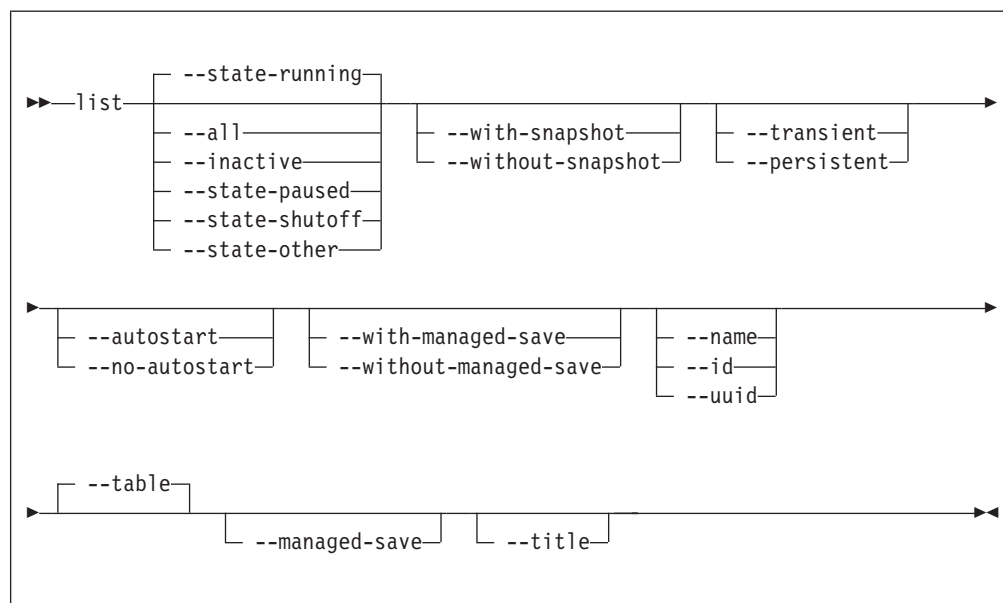 --state-running
list
--all
--inactive
--state-paused
--state-shutoff
--state-other
--with-snapshot
--without-snapshot
--transient
--persistent
--autostart
--no-autostart
--with-managed-save
--without-managed-save
--name
--id
--uuid
--table
--managed-save
--title